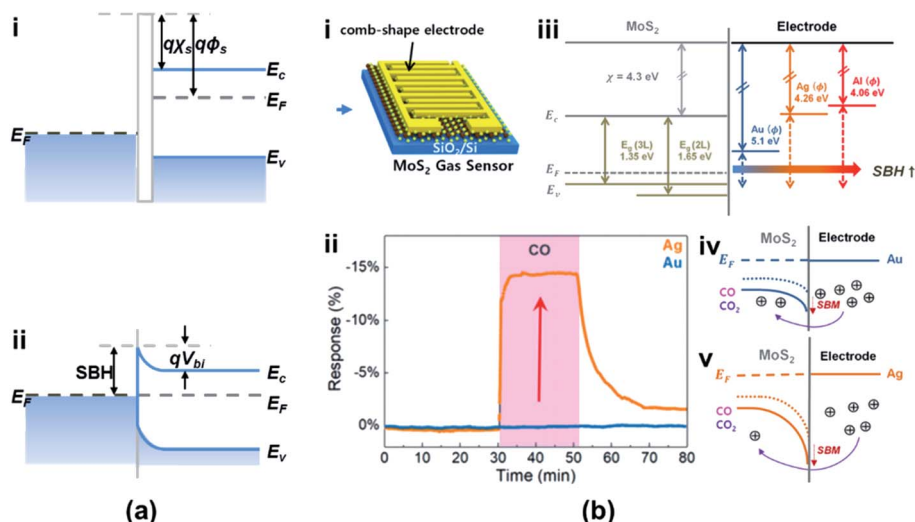 i
qχs qϕs
Ec
EF
EF
Ev
ii
SBH
qVbi
Ec
EF
EF
Ev
(a)
i
comb-shape electrode
SiO2/Si
MoS2 Gas Sensor
ii
CO
Ag
Au
-15%
-10%
-5%
0%
Response (%)
0 10 20 30 40 50 60 70 80
Time (min)
iii
MoS2 Electrode
χ = 4.3 eV
Ec
Eg (3L)
1.35 eV
Eg (2L)
1.65 eV
EF
Ev
Au (ϕ)
5.1 eV
Ag (ϕ)
4.26 eV
Al (ϕ)
4.06 eV
SBH ↑
iv
MoS2 Electrode
EF Au
CO
CO2
SBM
v
MoS2 Electrode
EF Ag
CO
CO2
SBM
(b)